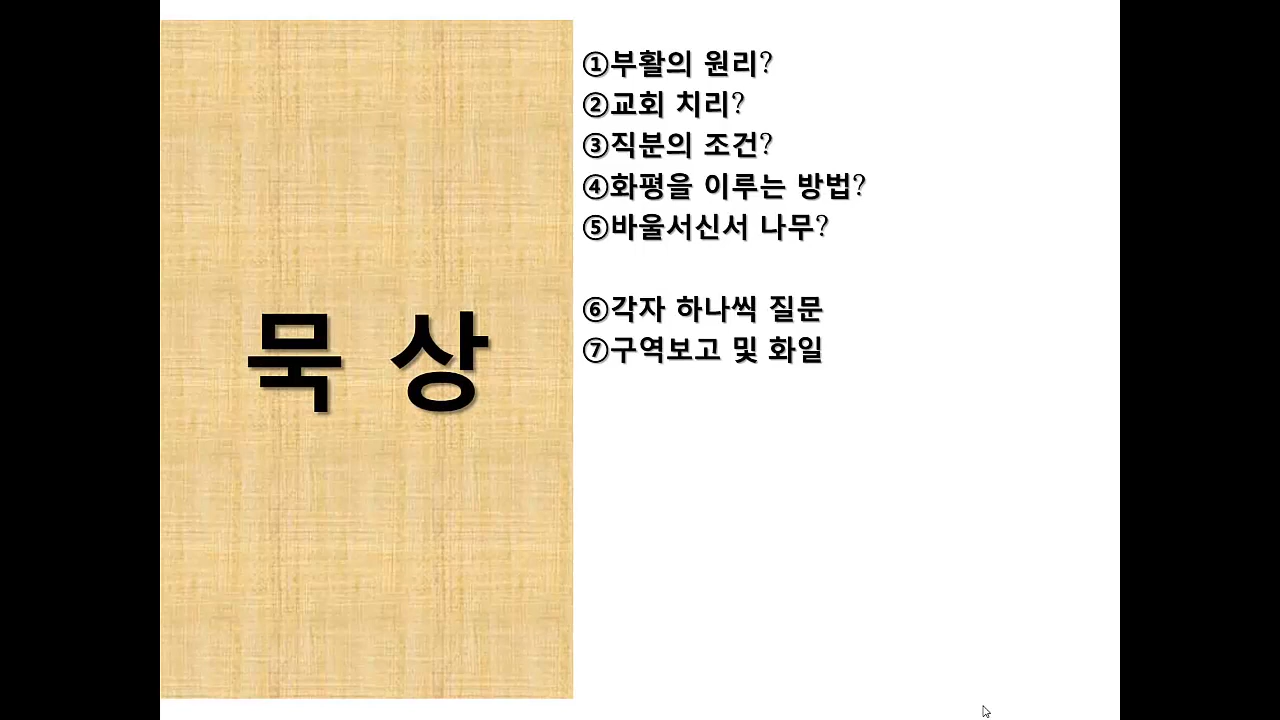 묵 상
①부활의 원리?
②교회 치리?
③직분의 조건?
④화평을 이루는 방법?
⑤바울서신서 나무?
⑥각자 하나씩 질문
⑦구역보고 및 화일